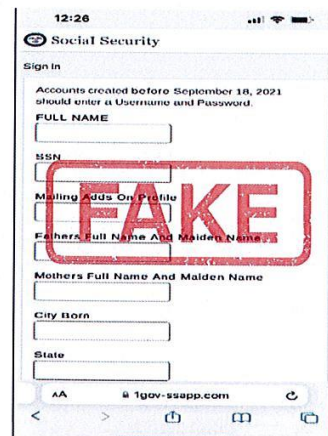 12:26
Social Security
Sign In
Accounts created before September 18, 2021
should enter a Username and Password.
FULL NAME
SSN
Mailing Adds On Profile
FAKE
Fathers Full Name And Maiden Name
Mothers Full Name And Maiden Name
City Born
State
AA
1gov-ssapp.com